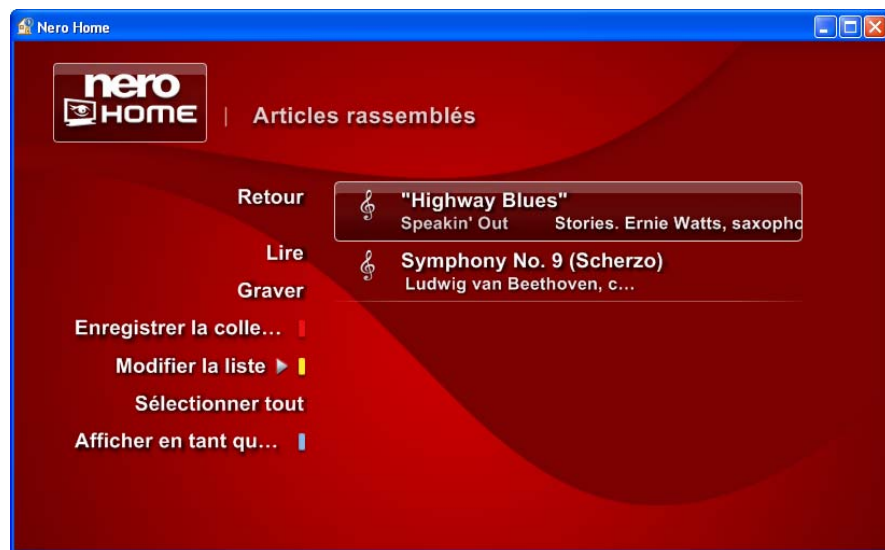 Nero Home
nero
HOME
| Articles rassemblés
Retour
"Highway Blues"
Speakin' Out Stories. Ernie Watts, saxopho
Lire
Symphony No. 9 (Scherzo)
Ludwig van Beethoven, c...
Graver
Enregistrer la colle...
Modifier la liste
Sélectionner tout
Afficher en tant qu...